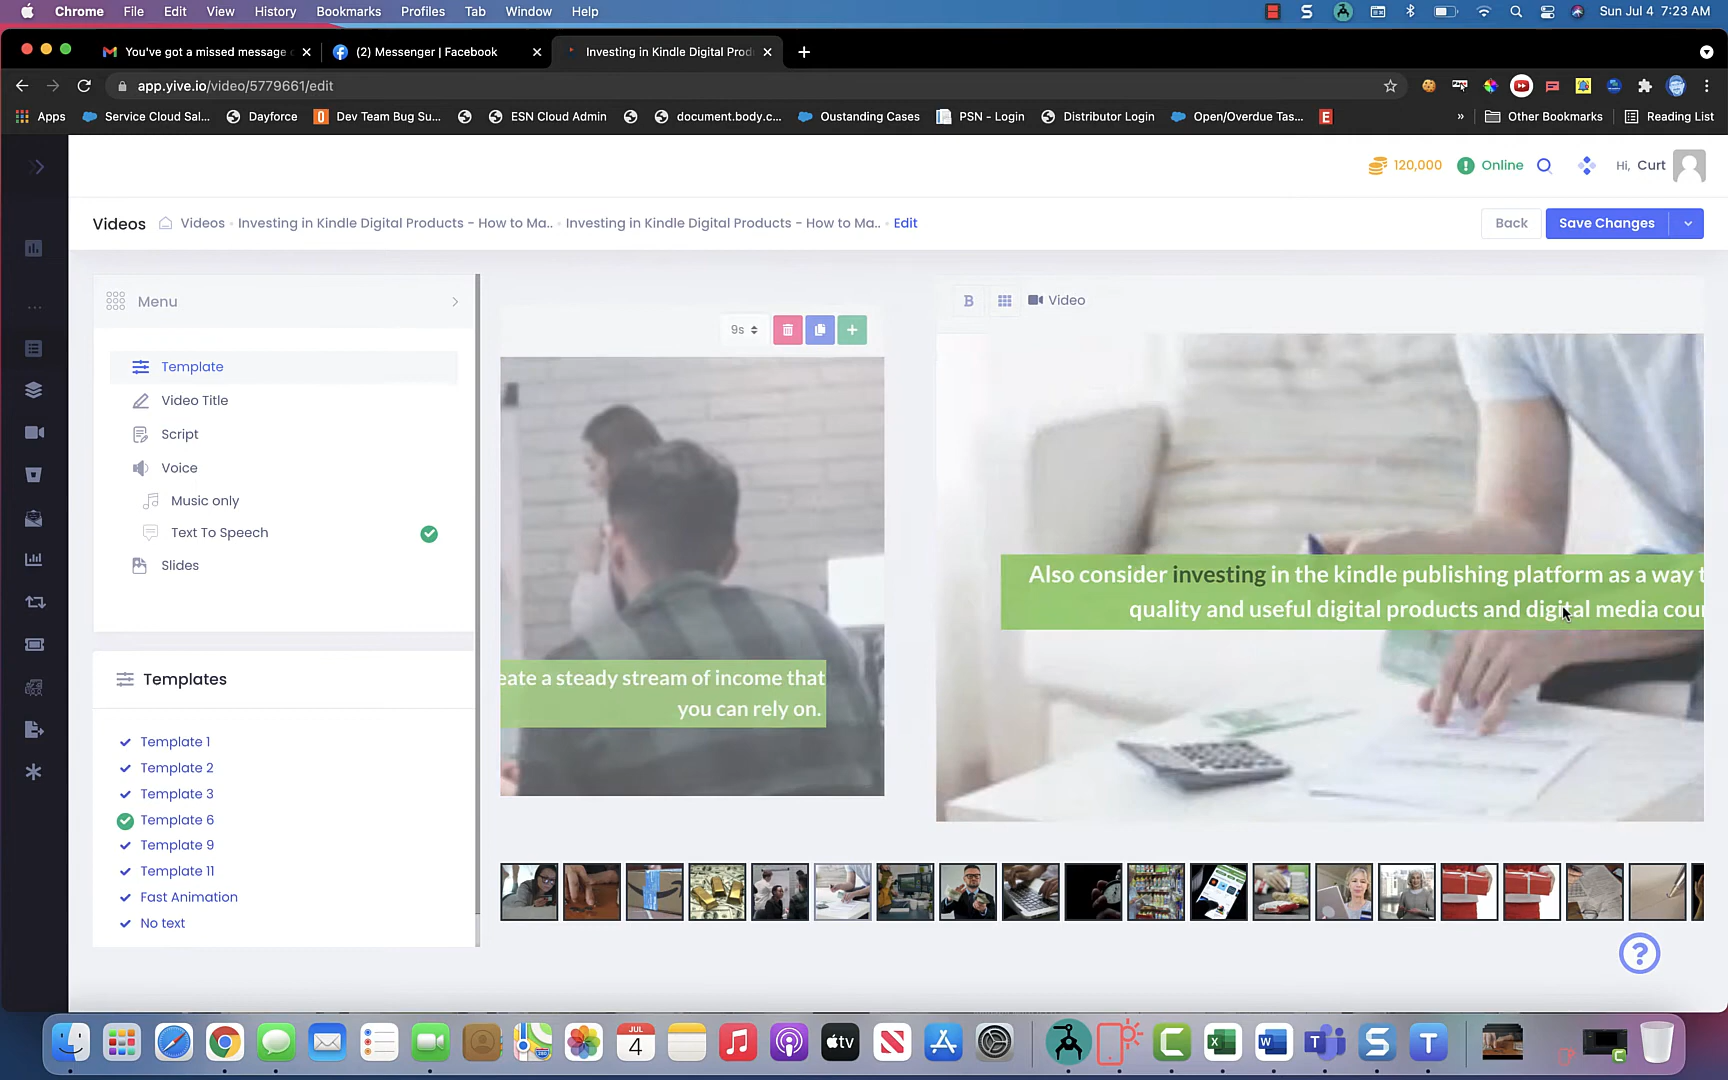 Chrome File Edit View History Bookmarks Profiles Tab Window Help Sun Jul 4 7:23 AM
You've got a missed message (2) Messenger | Facebook Investing in Kindle Digital Prod
app.yive.io/video/5779661/edit
Apps Service Cloud Sal... Dayforce Dev Team Bug Su... ESN Cloud Admin document.body.c... Oustanding Cases PSN - Login Distributor Login Open/Overdue Tas... E » Other Bookmarks Reading List
120,000 Online Hi, Curt
Videos Videos Investing in Kindle Digital Products - How to Ma.. Investing in Kindle Digital Products - How to Ma.. Edit Back Save Changes
Menu
Template
Video Title
Script
Voice
Music only
Text To Speech
Slides
Templates
Template 1
Template 2
Template 3
Template 6
Template 9
Template 11
Fast Animation
No text
9s
eate a steady stream of income that
you can rely on.
B Video
Also consider investing in the kindle publishing platform as a way t
quality and useful digital products and digital media cour
?
JUL
4
tv